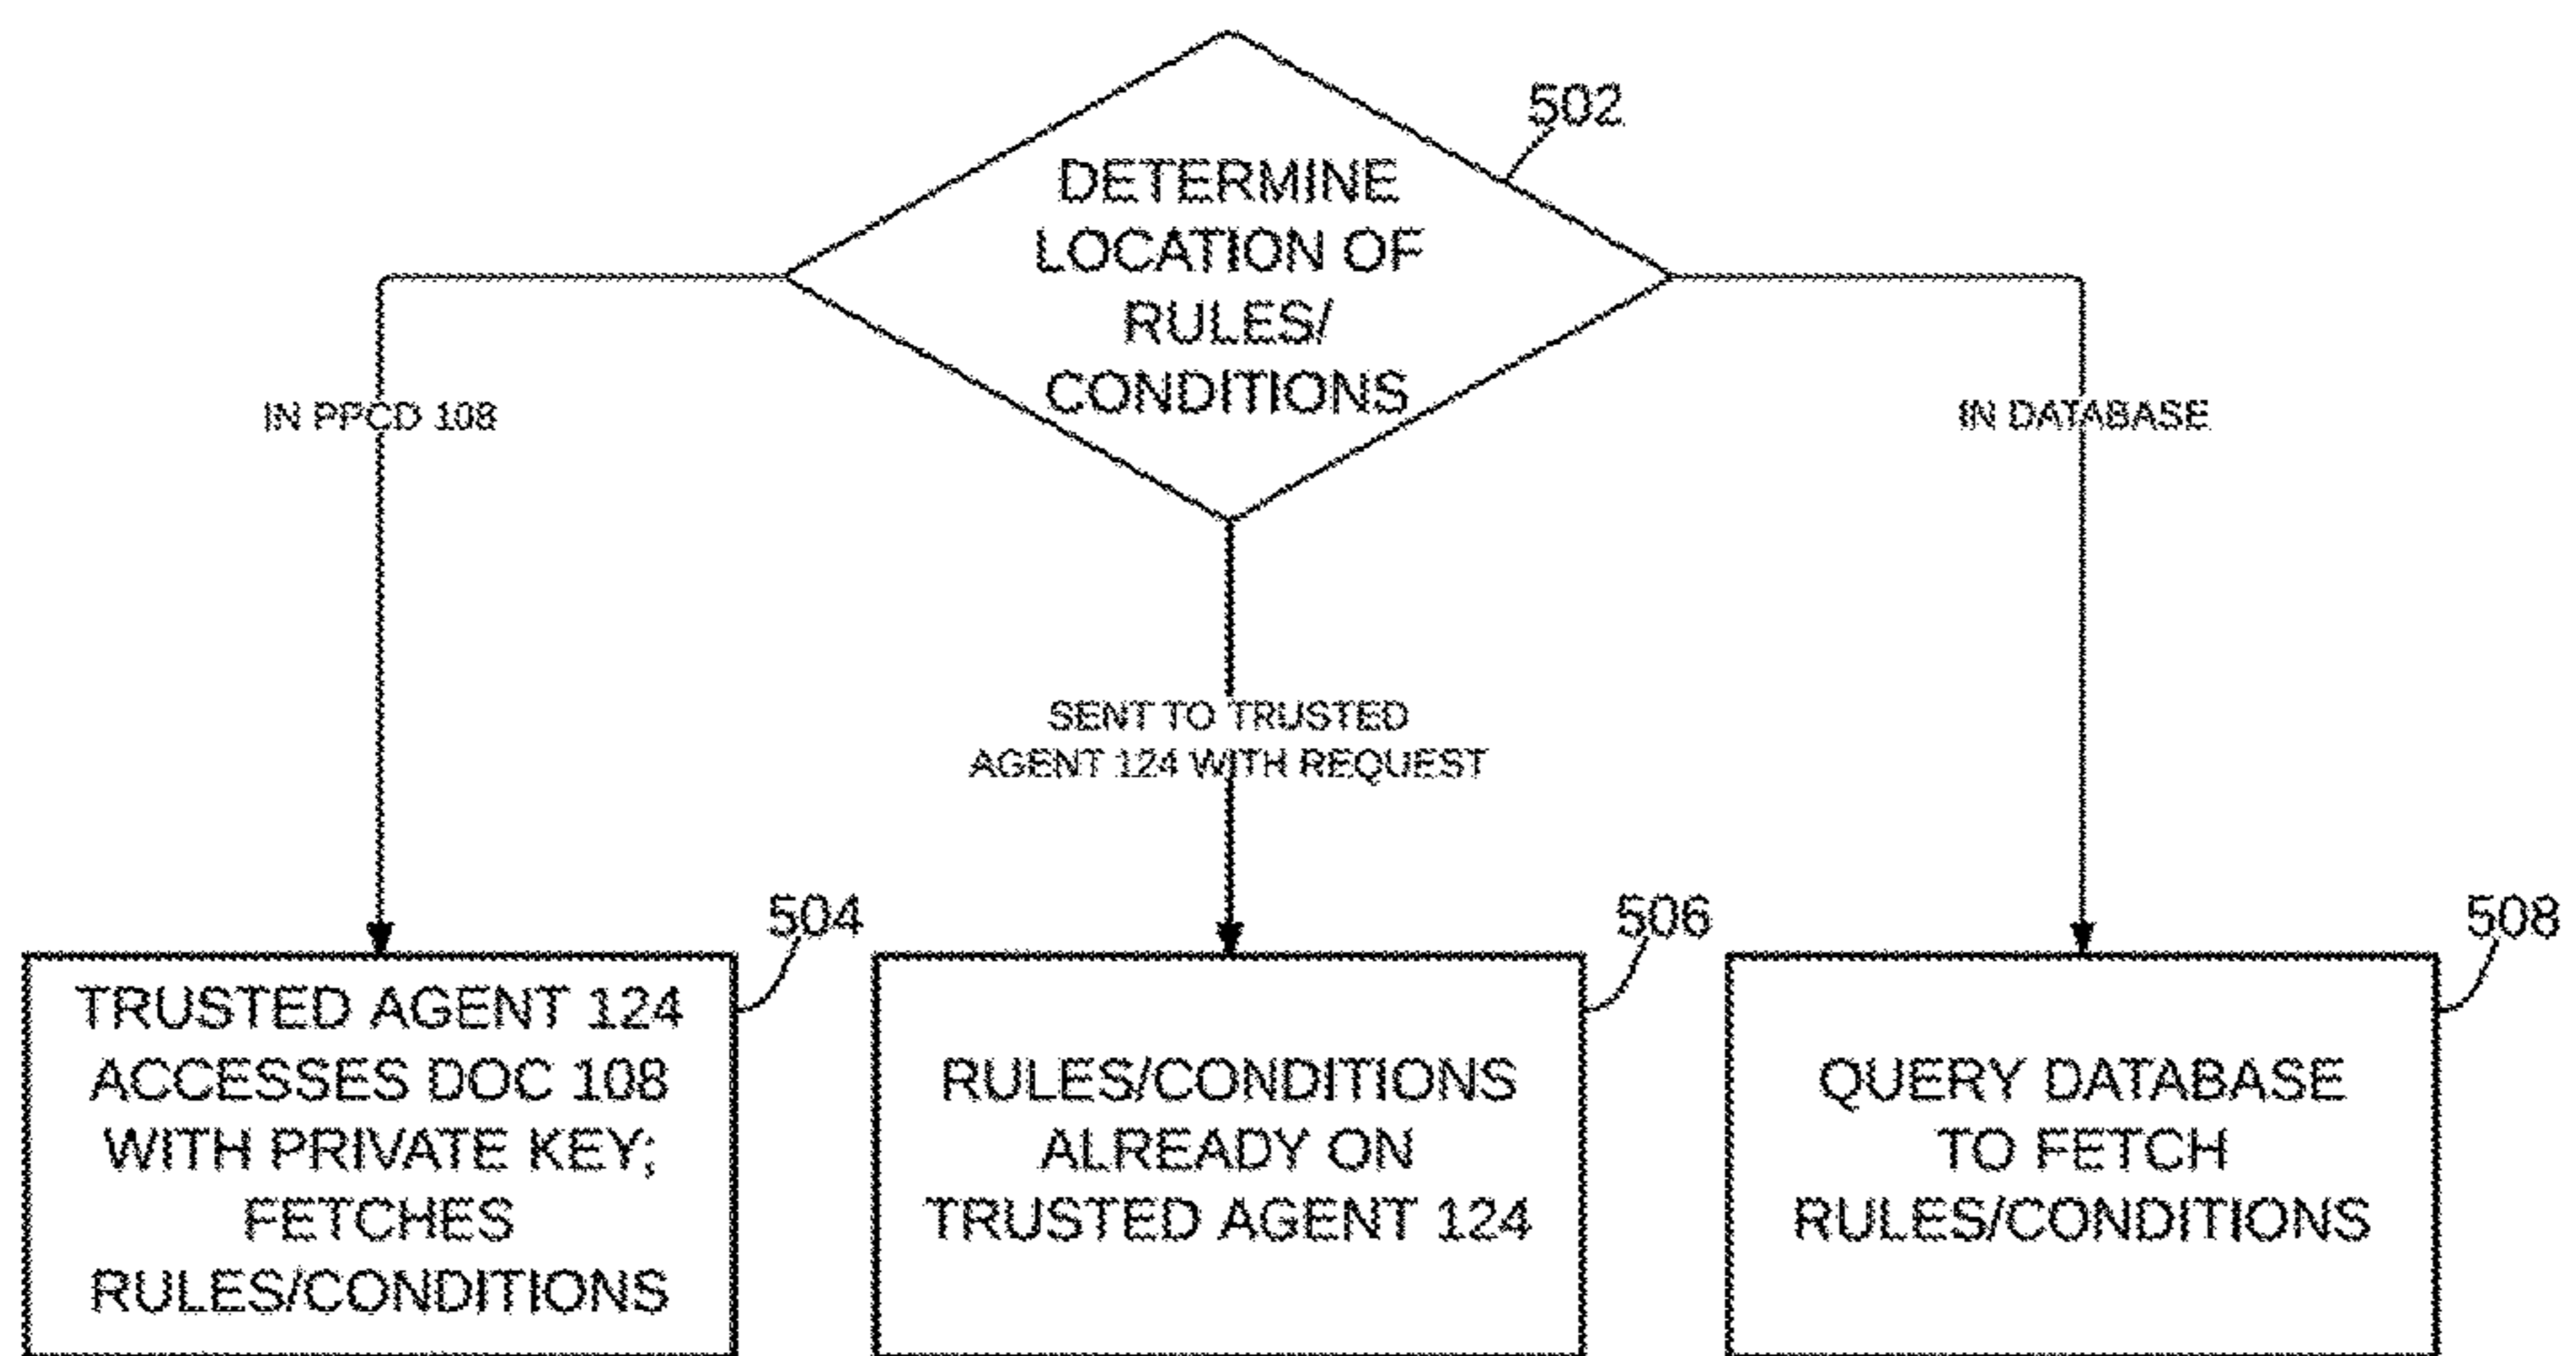 502
DETERMINE
LOCATION OF
RULES/
CONDITIONS
IN PPCD 108
IN DATABASE
SENT TO TRUSTED
AGENT 124 WITH REQUEST
504
TRUSTED AGENT 124
ACCESSES DOC 108
WITH PRIVATE KEY;
FETCHES
RULES/CONDITIONS
506
RULES/CONDITIONS
ALREADY ON
TRUSTED AGENT 124
508
QUERY DATABASE
TO FETCH
RULES/CONDITIONS